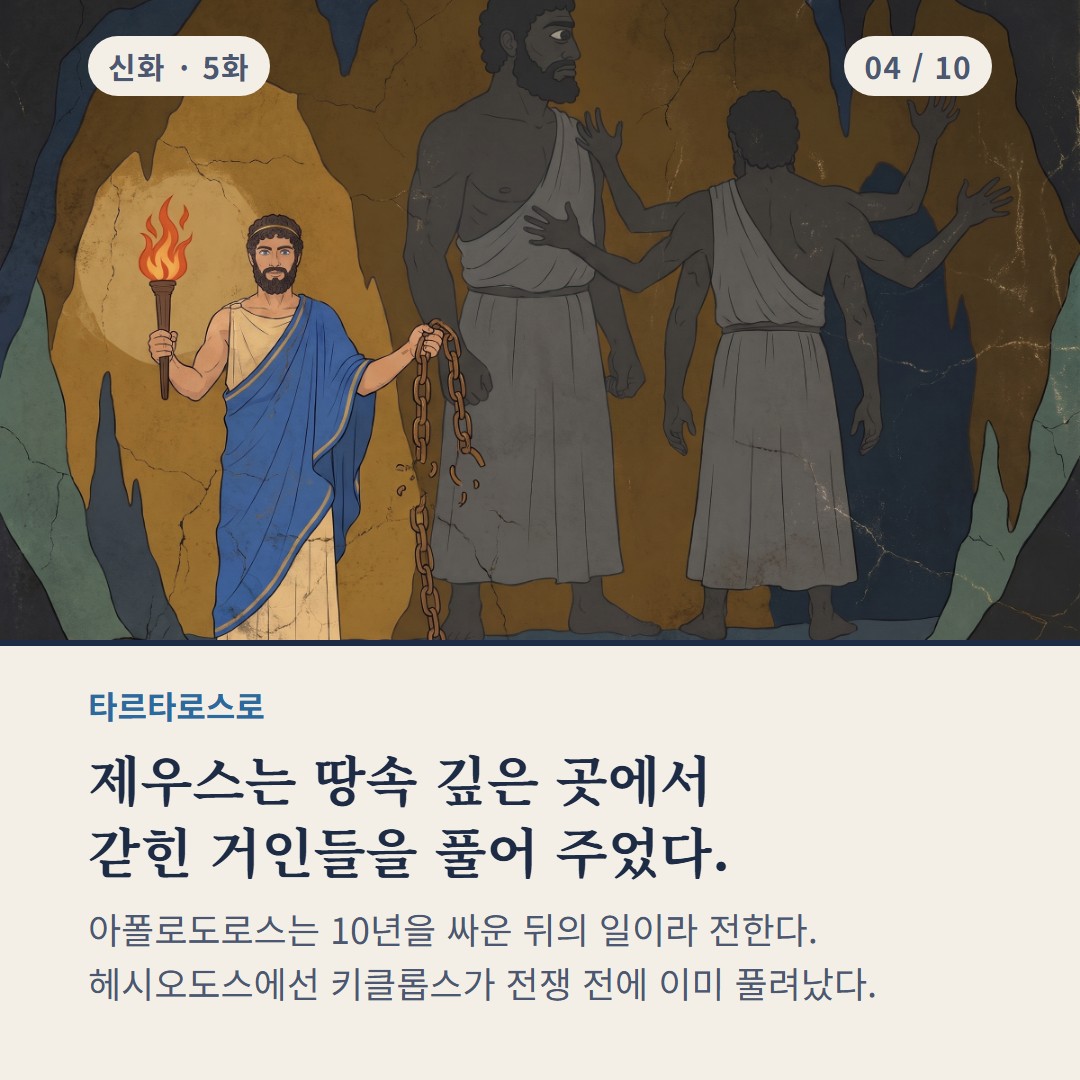 신화 · 5화
04 / 10
타르타로스로
제우스는 땅속 깊은 곳에서
갇힌 거인들을 풀어 주었다.
아폴로도로스는 10년을 싸운 뒤의 일이라 전한다.
헤시오도스에선 키클롭스가 전쟁 전에 이미 풀려났다.